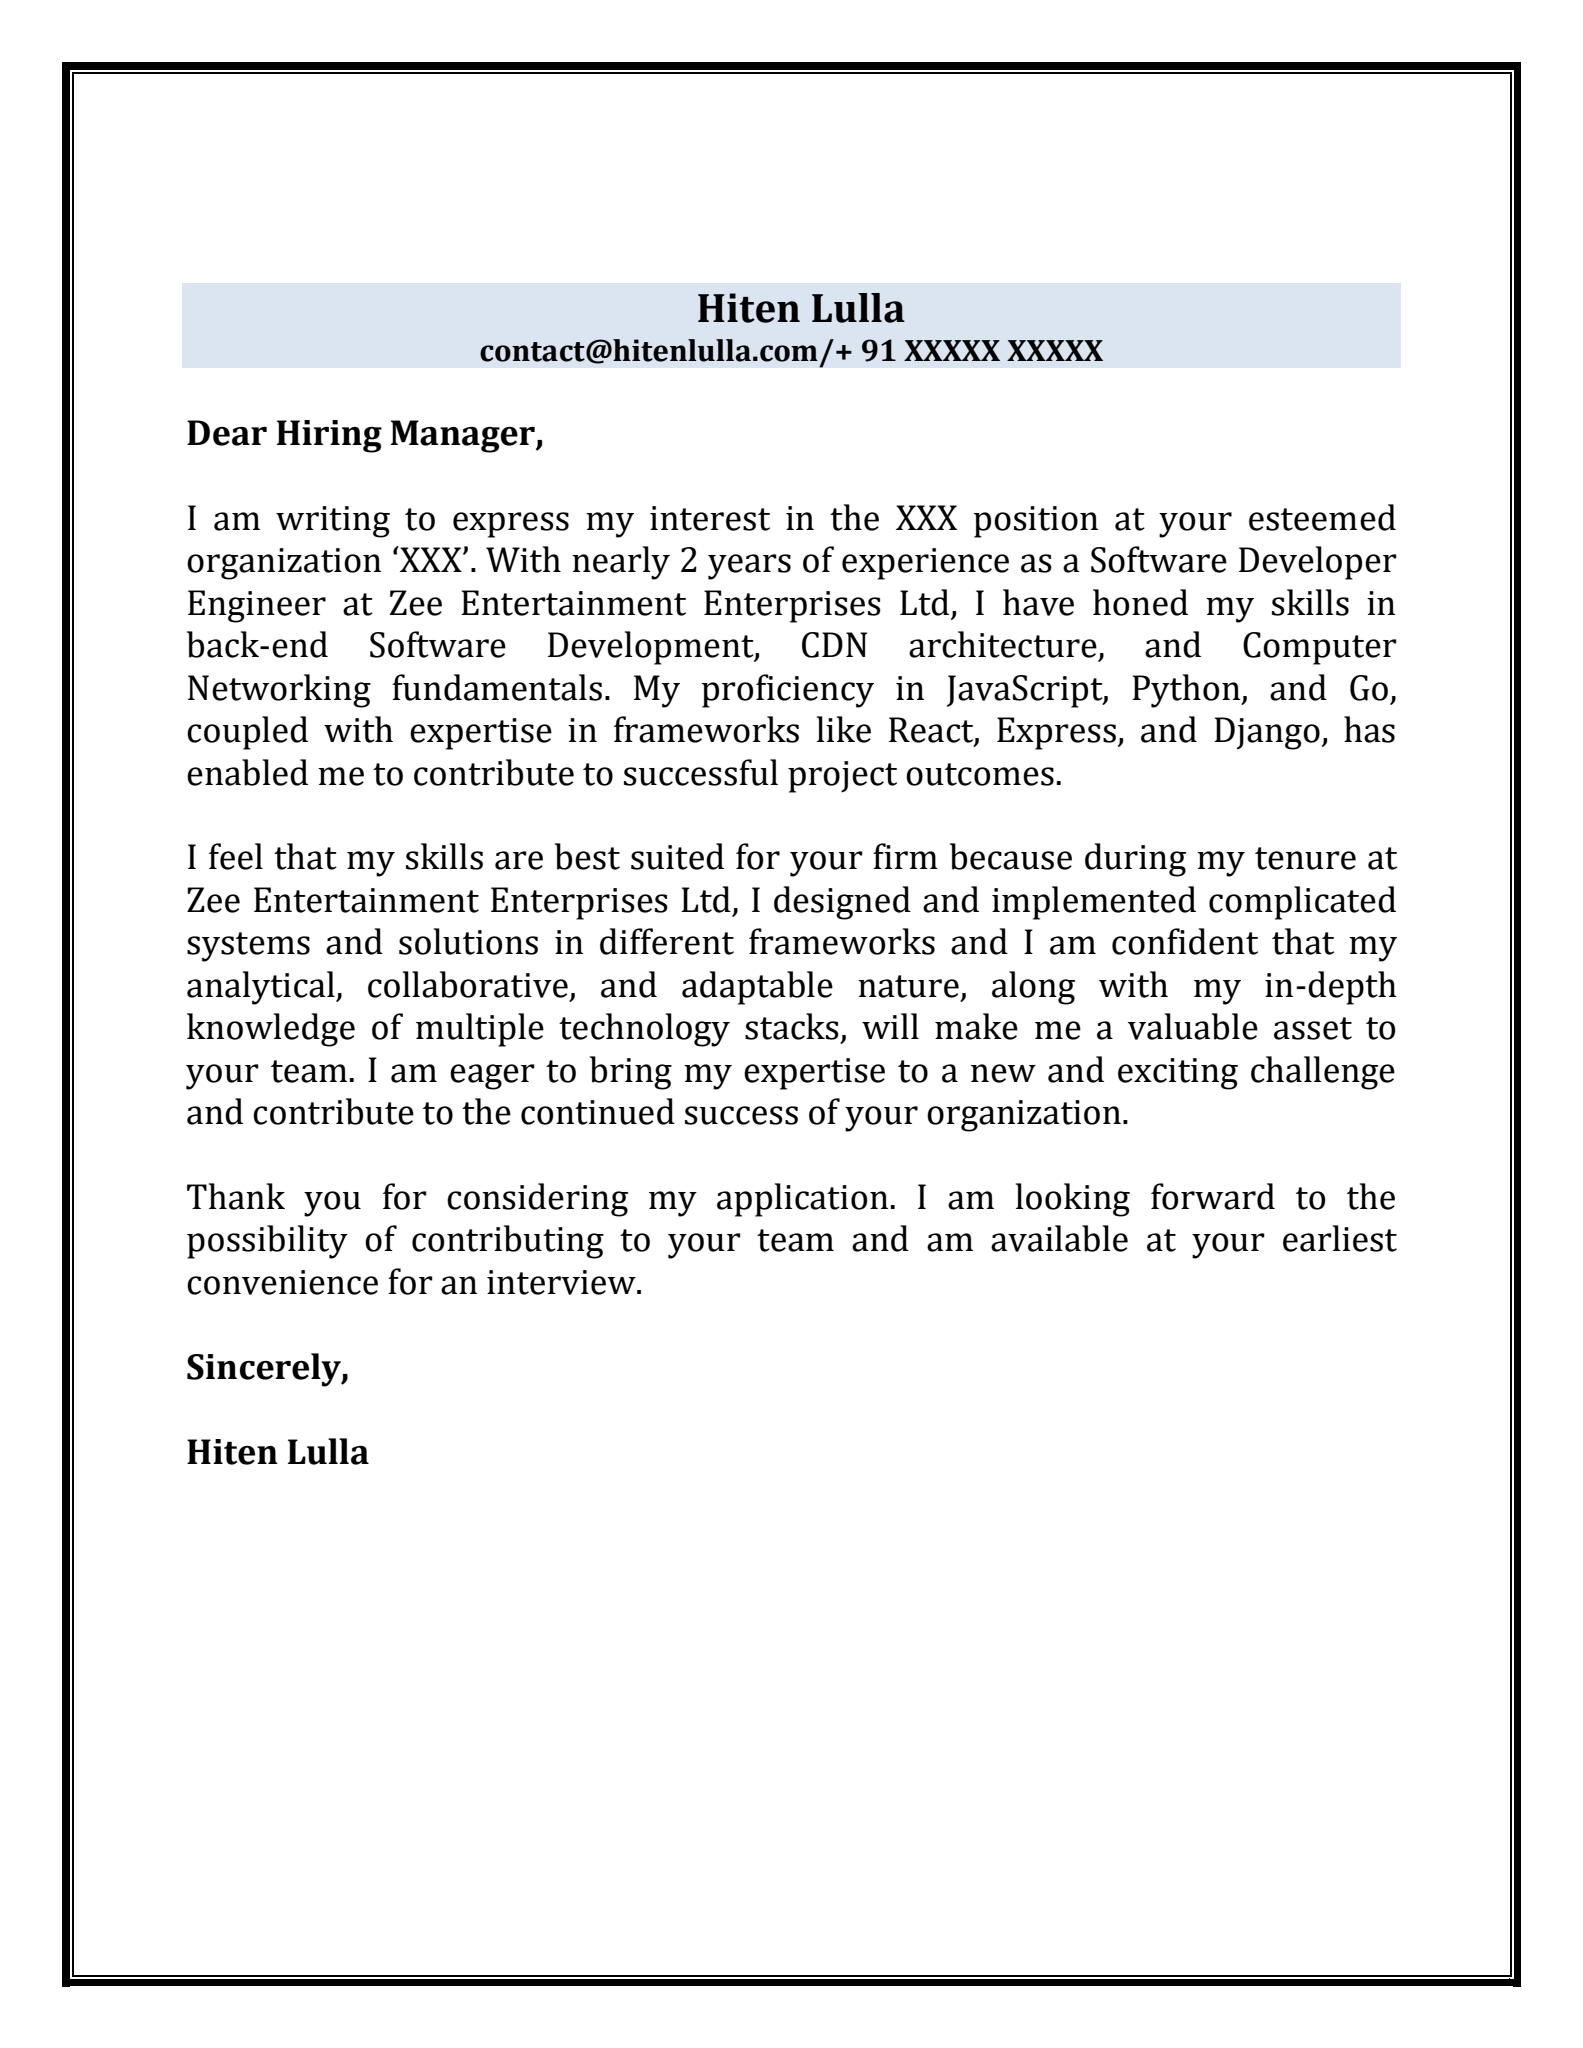 Hiten Lulla
contact@hitenlulla.com/+ 91 XXXXX XXXXX
Dear Hiring Manager,
I am writing to express my interest in the XXX position at your esteemed
organization ‘XXX’. With nearly 2 years of experience as a Software Developer
Engineer at Zee Entertainment Enterprises Ltd, I have honed my skills in
back-end Software Development, CDN architecture, and Computer
Networking fundamentals. My proficiency in JavaScript, Python, and Go,
coupled with expertise in frameworks like React, Express, and Django, has
enabled me to contribute to successful project outcomes.
I feel that my skills are best suited for your firm because during my tenure at
Zee Entertainment Enterprises Ltd, I designed and implemented complicated
systems and solutions in different frameworks and I am confident that my
analytical, collaborative, and adaptable nature, along with my in-depth
knowledge of multiple technology stacks, will make me a valuable asset to
your team. I am eager to bring my expertise to a new and exciting challenge
and contribute to the continued success of your organization.
Thank you for considering my application. I am looking forward to the
possibility of contributing to your team and am available at your earliest
convenience for an interview.
Sincerely,
Hiten Lulla